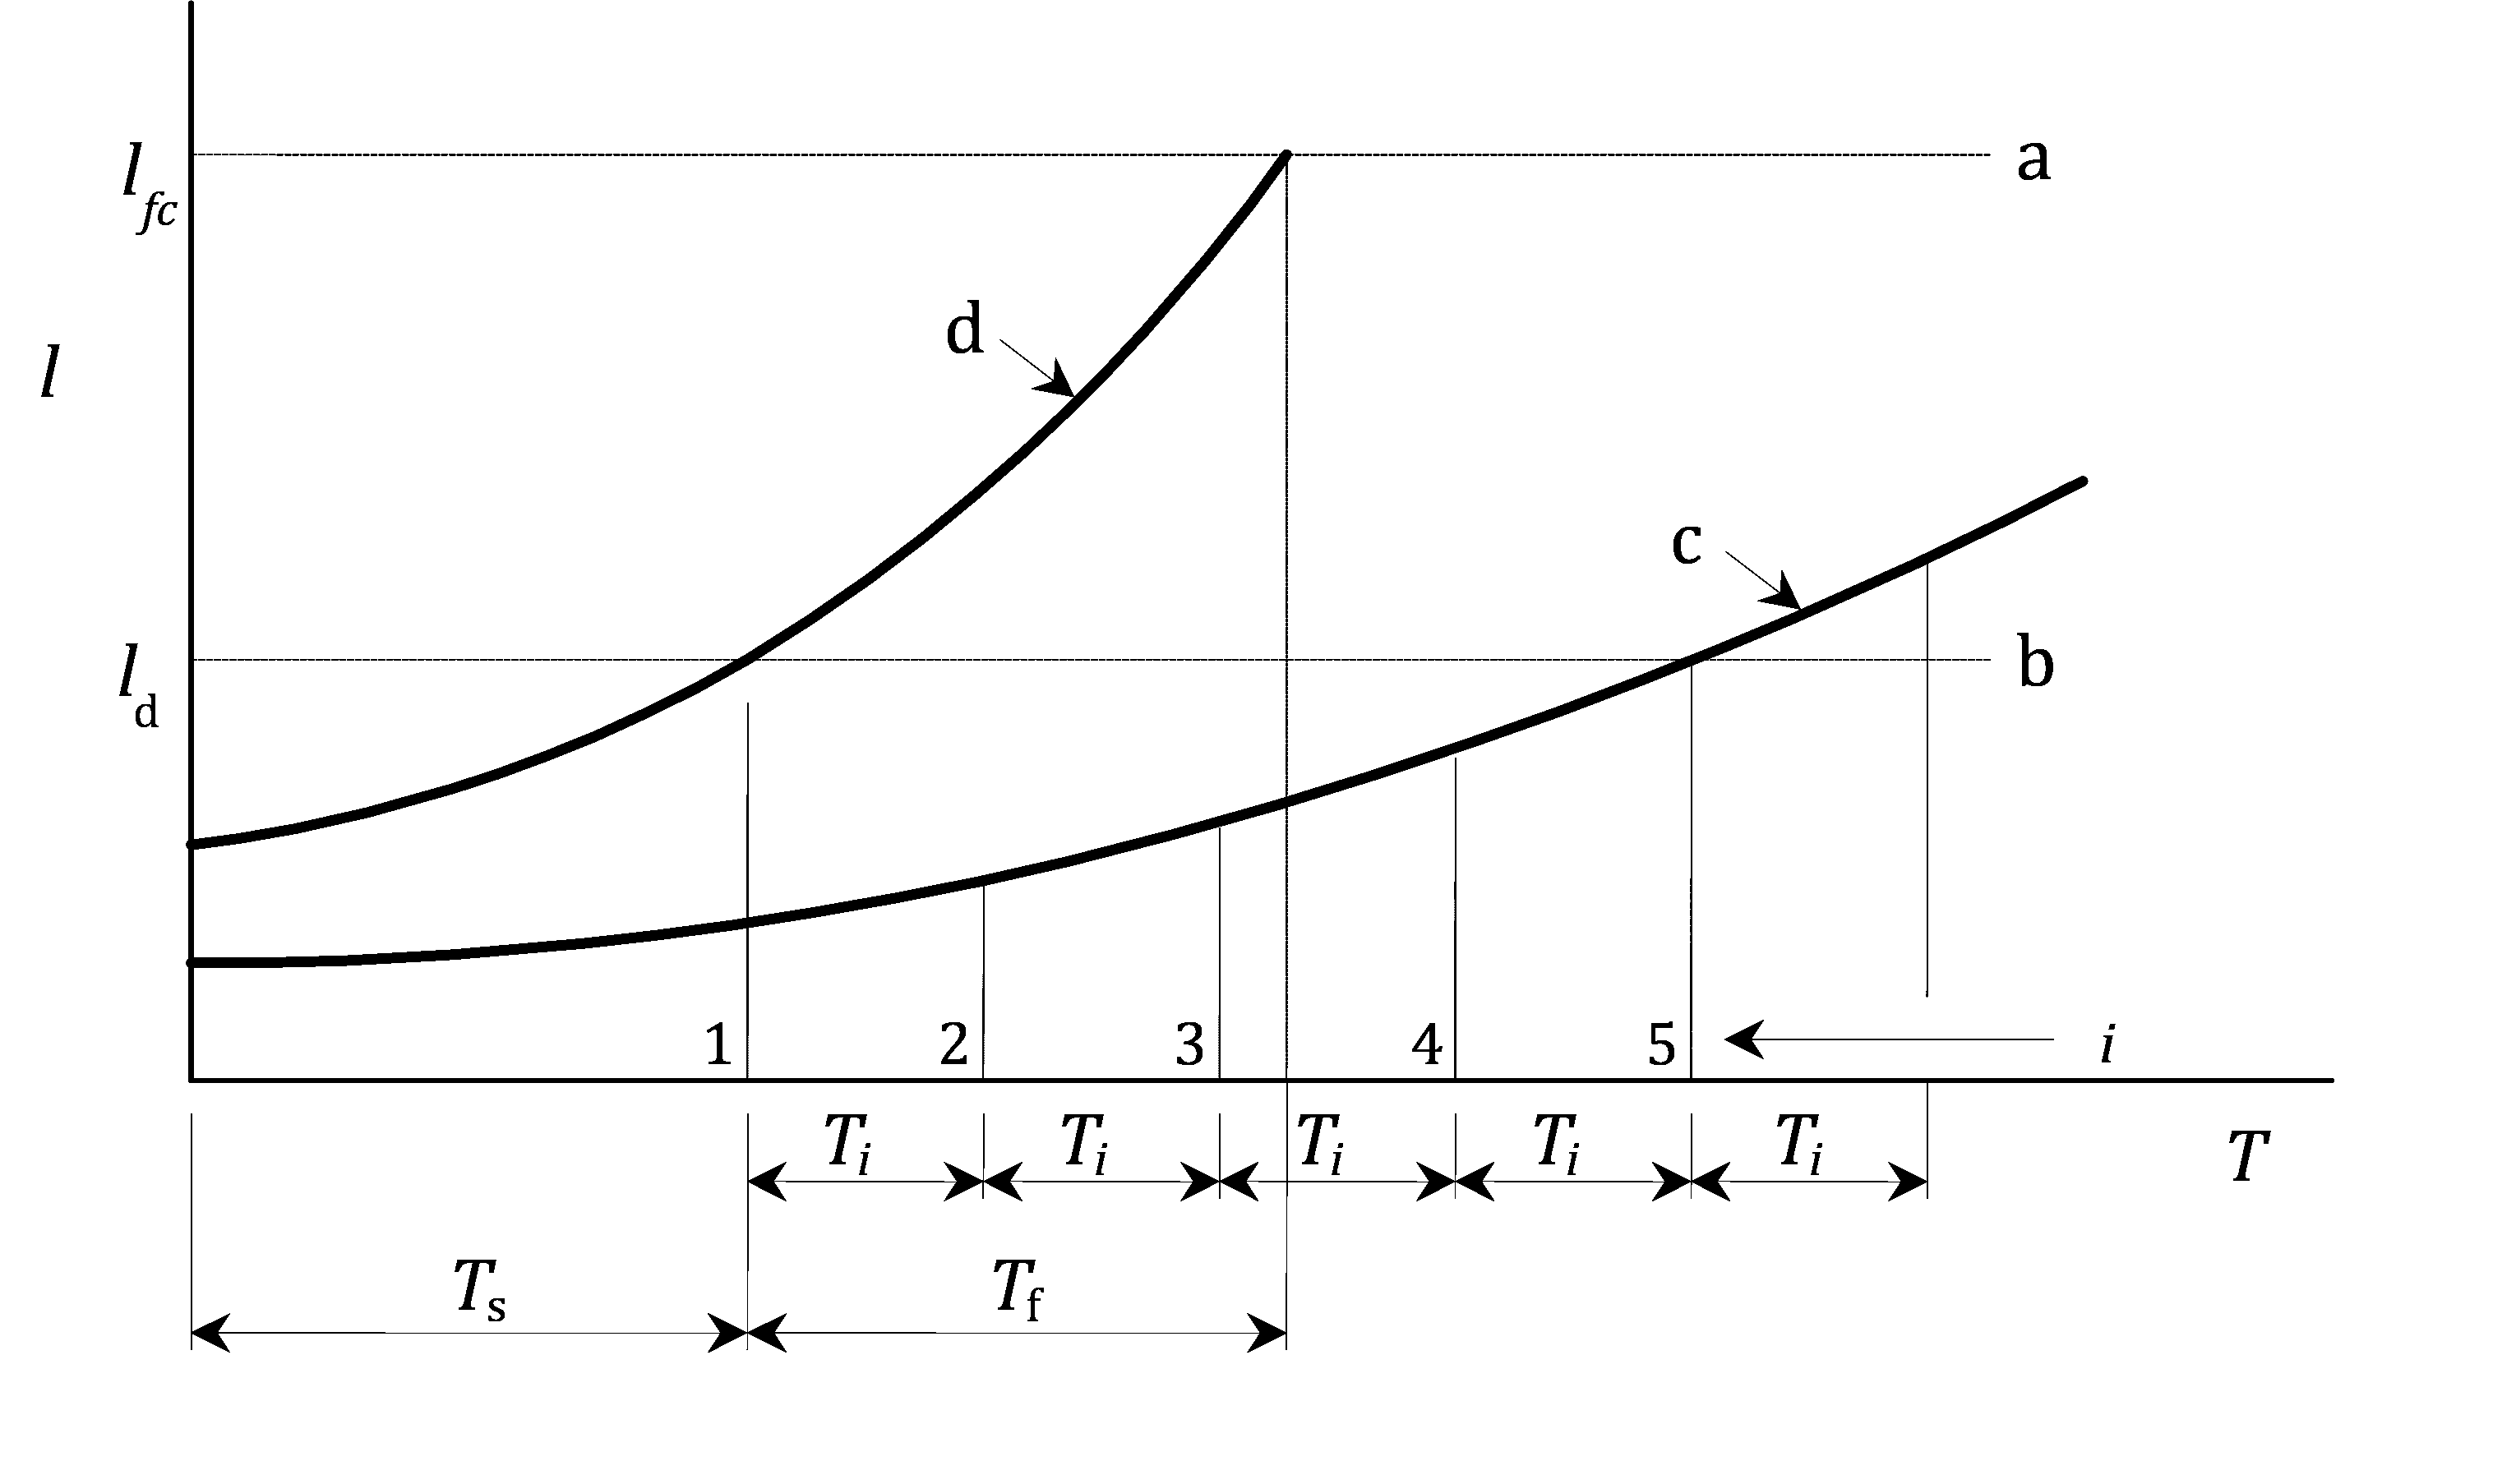 l_fc a
d
l
c
l_d b
1 2 3 4 5 i
T_i T_i T_i T_i T_i T
T_s T_f